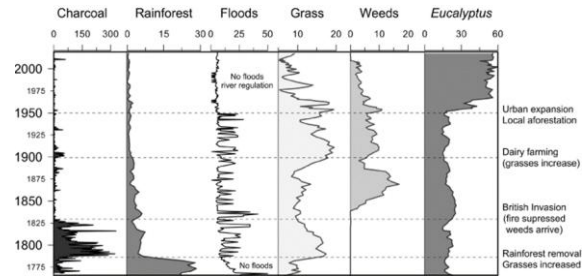 Charcoal Rainforest Floods Grass Weeds Eucalyptus
0 150 300 0 15 30 0 25 50 0 10 20 0 10 20 0 30 60
2000
1975
1950
1925
1900
1875
1850
1825
1800
1775
No floods
river regulation
No floods
Urban expansion
Local aforestation
Dairy farming
(grasses increase)
British Invasion
(fire supressed
weeds arrive)
Rainforest removal
Grasses increased